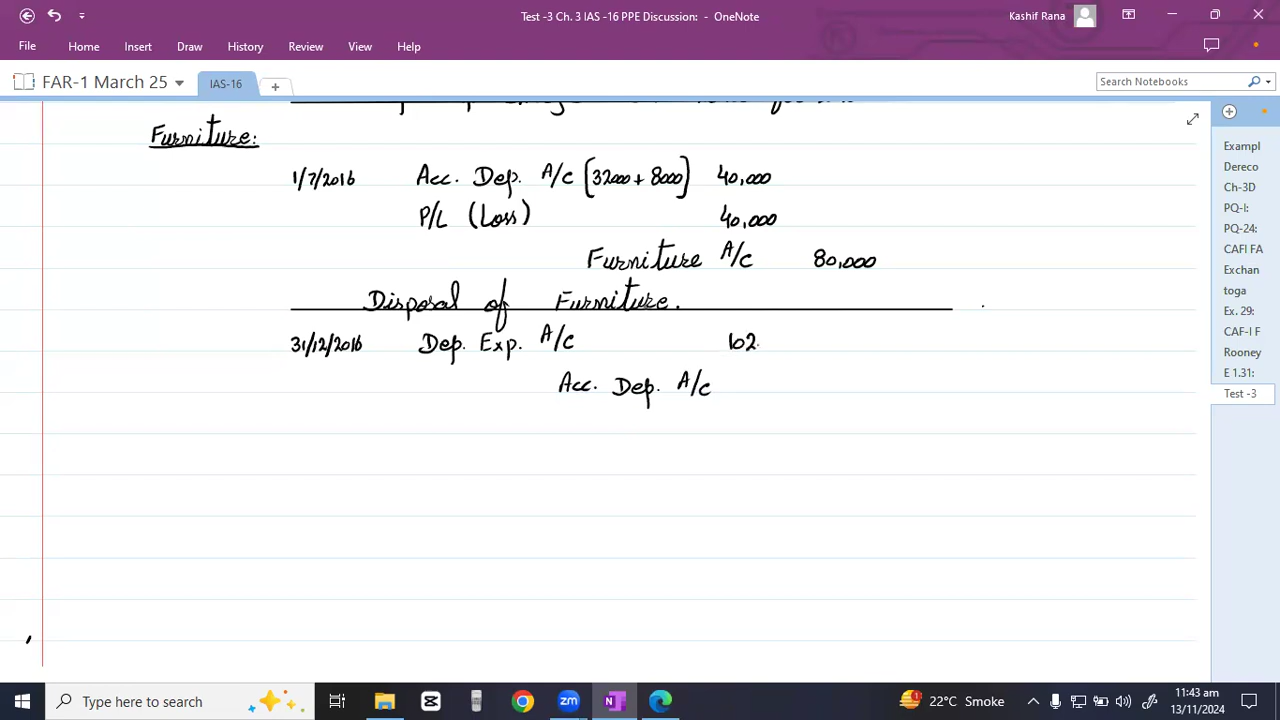 Test -3 Ch. 3 IAS -16 PPE Discussion: - OneNote
Kashif Rana
File Home Insert Draw History Review View Help
FAR-1 March 25
IAS-16
Search Notebooks
Furniture:
1/7/2016 Acc. Dep. A/c [32000 + 8000] 40,000
P/L (Loss) 40,000
Furniture A/c 80,000
Disposal of Furniture.
31/12/2016 Dep. Exp. A/c 102
Acc. Dep. A/c
Exampl
Dereco
Ch-3D
PQ-I:
PQ-24:
CAFI FA
Exchan
toga
Ex. 29:
CAF-I F
Rooney
E 1.31:
Test -3
Type here to search
22°C Smoke
11:43 am
13/11/2024